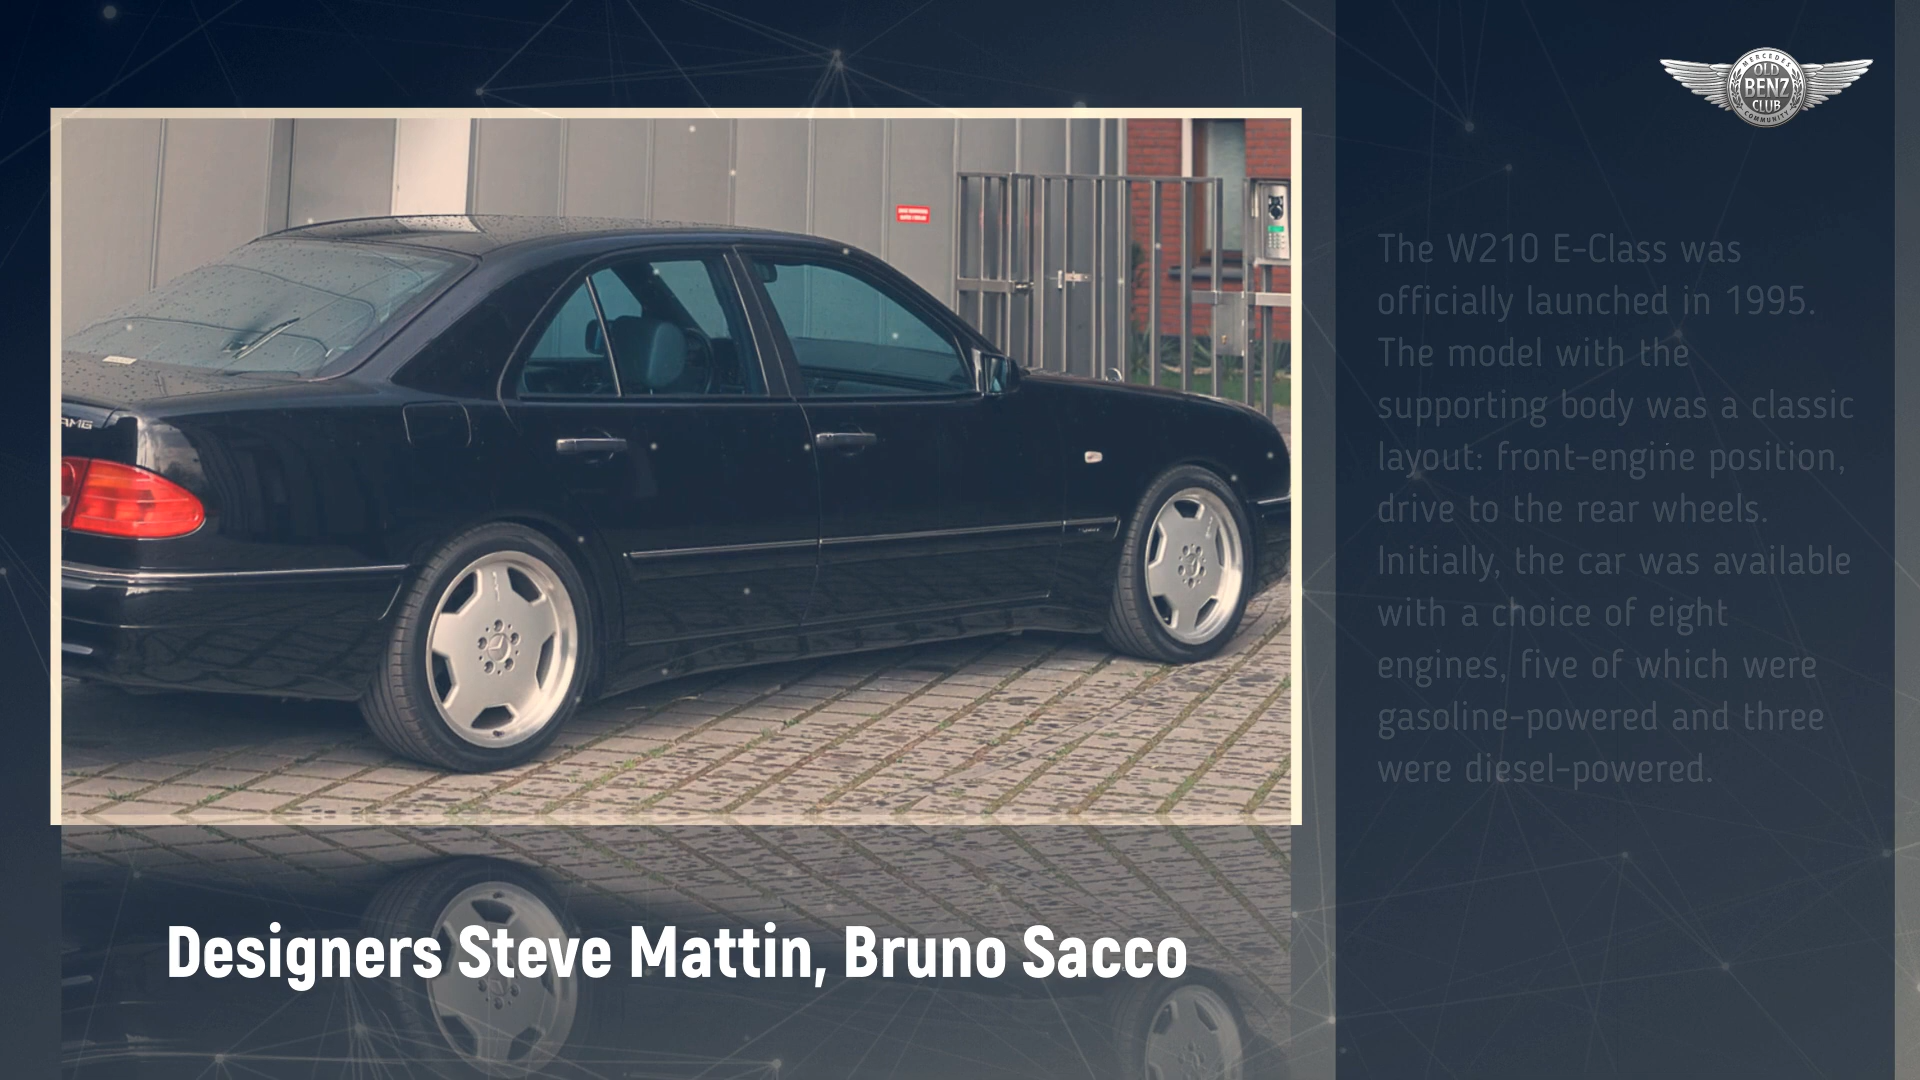 MERCEDES
OLD
BENZ
CLUB
COMMUNITY
AMG
The W210 E-Class was
officially launched in 1995.
The model with the
supporting body was a classic
layout: front-engine position,
drive to the rear wheels.
Initially, the car was available
with a choice of eight
engines, five of which were
gasoline-powered and three
were diesel-powered.
Designers Steve Mattin, Bruno Sacco